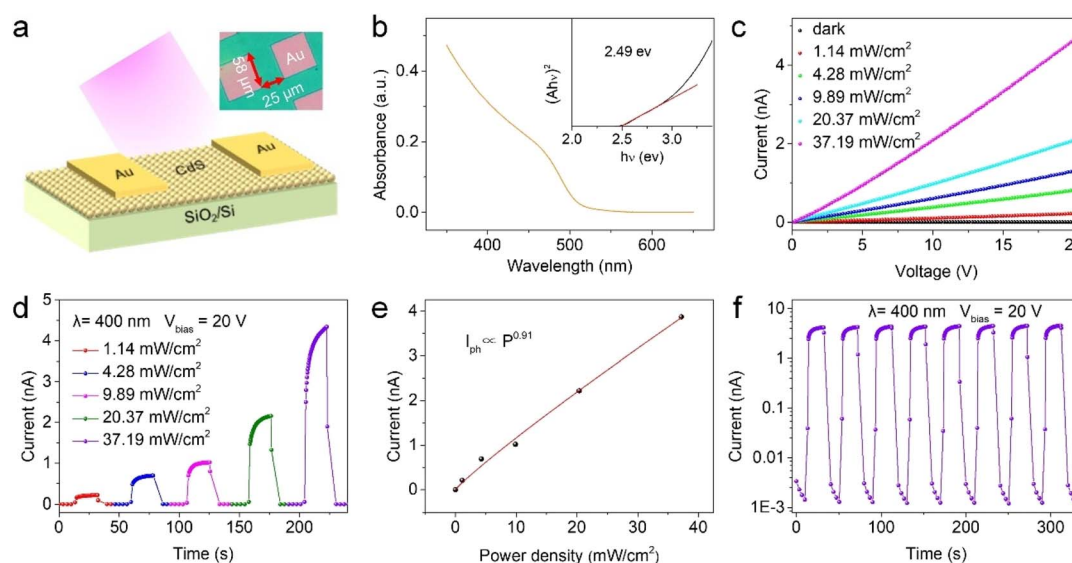 a
Au
58 μm
25 μm
Au
CdS
Au
SiO₂/Si
b
Absorbance (a.u.)
0.4
0.2
0.0
400
500
600
Wavelength (nm)
2.49 ev
(Ahν)²
2.0
2.5
3.0
hν (ev)
c
Current (nA)
4
2
0
0
5
10
15
20
Voltage (V)
dark
1.14 mW/cm²
4.28 mW/cm²
9.89 mW/cm²
20.37 mW/cm²
37.19 mW/cm²
d
Current (nA)
5
4
3
2
1
0
0
50
100
150
200
Time (s)
λ= 400 nm V_bias = 20 V
1.14 mW/cm²
4.28 mW/cm²
9.89 mW/cm²
20.37 mW/cm²
37.19 mW/cm²
e
Current (nA)
4
3
2
1
0
0
10
20
30
40
Power density (mW/cm²)
I_ph ∝ P^0.91
f
Current (nA)
10
1
0.1
0.01
1E-3
0
100
200
300
Time (s)
λ= 400 nm V_bias = 20 V